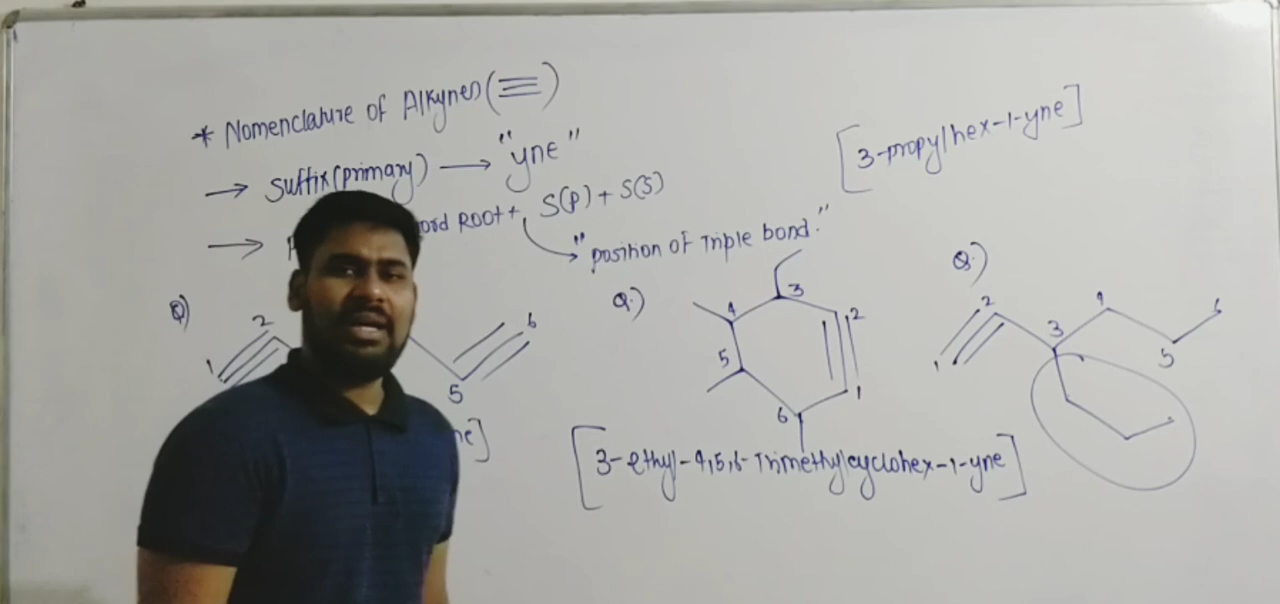 * Nomenclature of Alkynes (≡)
→ Suffix (primary) → "yne"
→ Root + S(P) + S(S)
"position of Triple bond."
[3-propylhex-1-yne]
Q)
1 2 5 6
Q.)
1 2 3 4 5 6
[3-ethyl-4,5,6-Trimethylcyclohex-1-yne]
Q.)
1 2 3 4 5 6